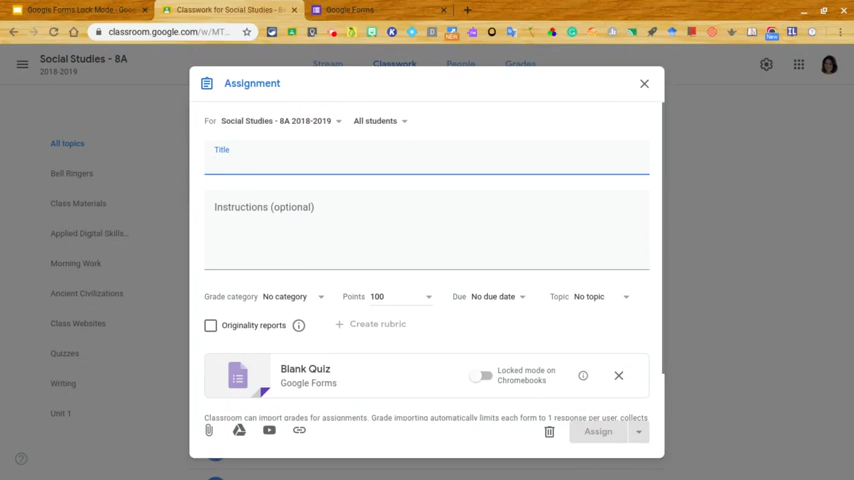 Google Forms Lock Mode - Goo
Classwork for Social Studies - 8
Google Forms
classroom.google.com/w/MT...
Social Studies - 8A
2018-2019
Stream
Classwork
People
Grades
All topics
Bell Ringers
Class Materials
Applied Digital Skills..
Morning Work
Ancient Civilizations
Class Websites
Quizzes
Writing
Unit 1
Assignment
For Social Studies - 8A 2018-2019 All students
Title
Instructions (optional)
Grade category No category Points 100 Due No due date Topic No topic
Originality reports Create rubric
Blank Quiz
Google Forms
Locked mode on
Chromebooks
Classroom can import grades for assignments. Grade importing automatically limits each form to 1 response per user, collects
Assign